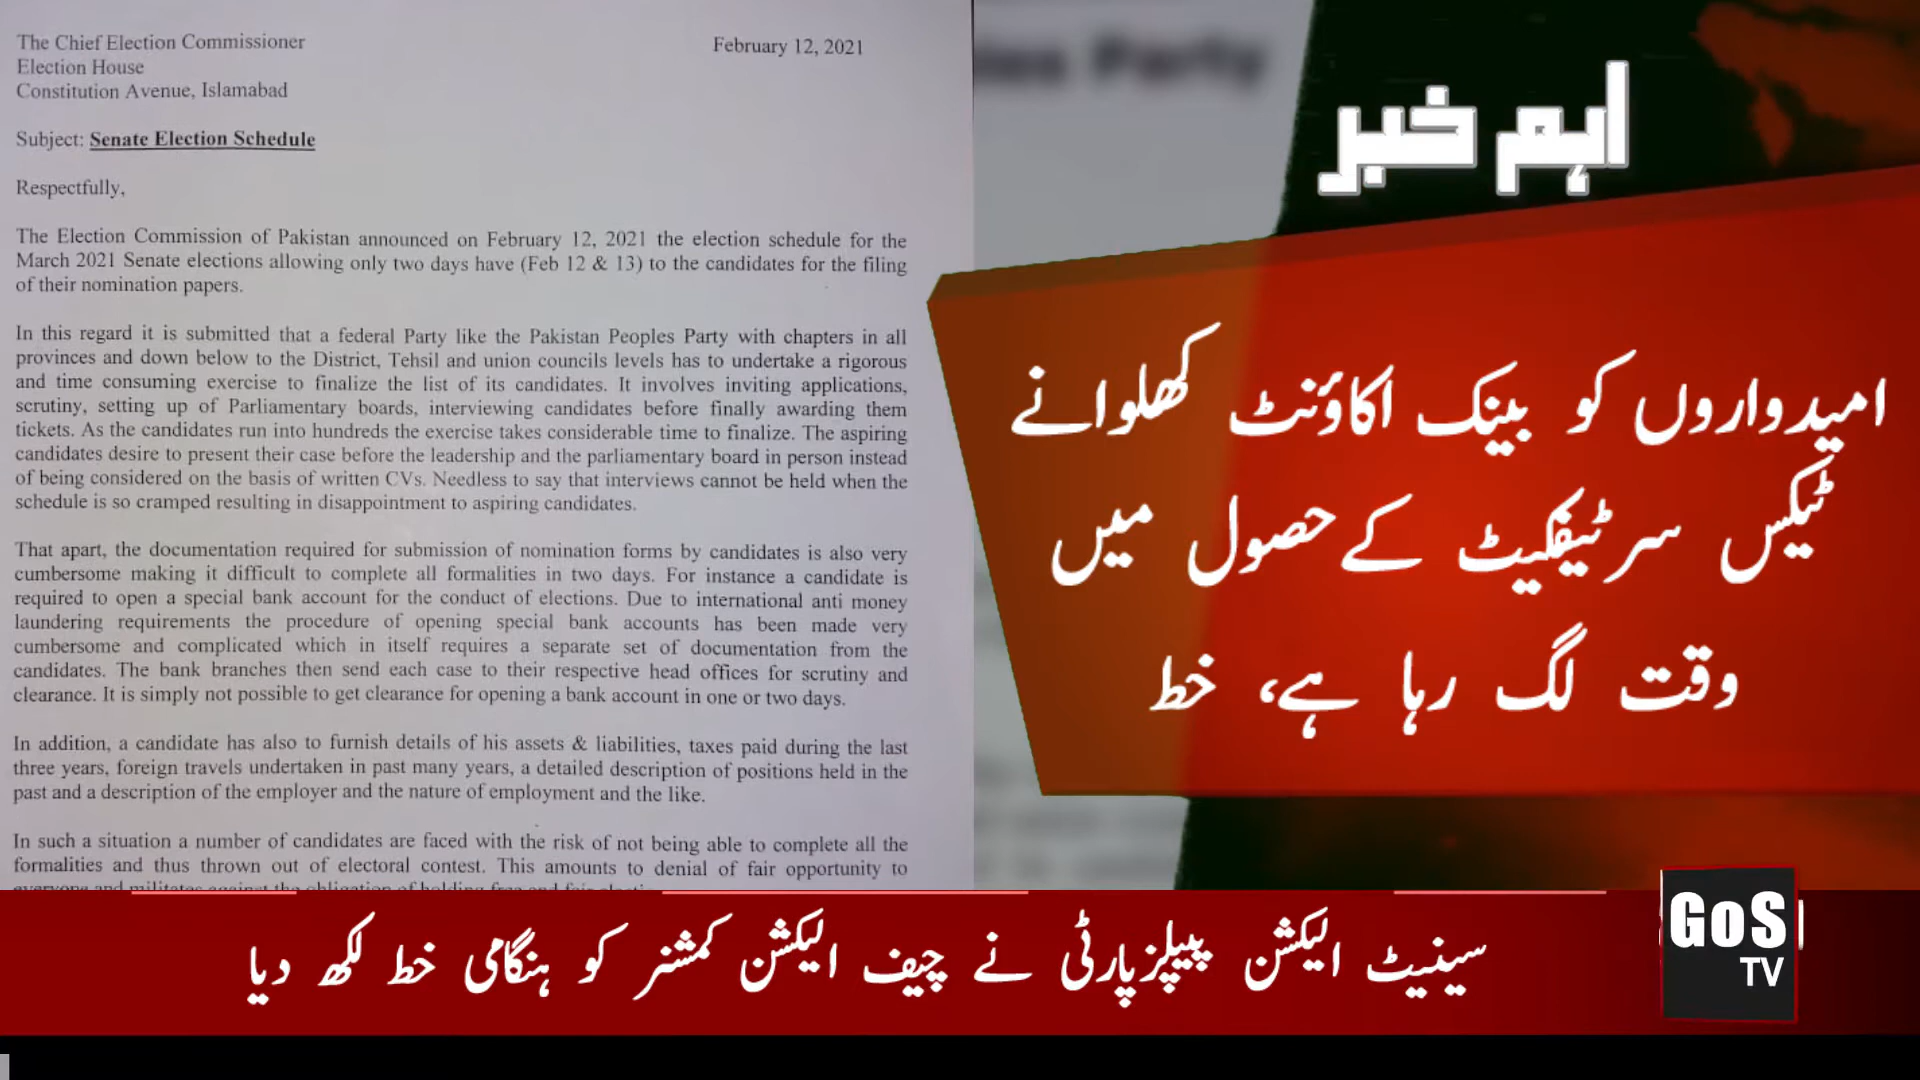 The Chief Election Commissioner
February 12, 2021
Election House
Constitution Avenue, Islamabad
Subject: Senate Election Schedule
Respectfully,
The Election Commission of Pakistan announced on February 12, 2021 the election schedule for the
March 2021 Senate elections allowing only two days have (Feb 12 & 13) to the candidates for the filing
of their nomination papers.
In this regard it is submitted that a federal Party like the Pakistan Peoples Party with chapters in all
provinces and down below to the District, Tehsil and union councils levels has to undertake a rigorous
and time consuming exercise to finalize the list of its candidates. It involves inviting applications,
scrutiny, setting up of Parliamentary boards, interviewing candidates before finally awarding them
tickets. As the candidates run into hundreds the exercise takes considerable time to finalize. The aspiring
candidates desire to present their case before the leadership and the parliamentary board in person instead
of being considered on the basis of written CVs. Needless to say that interviews cannot be held when the
schedule is so cramped resulting in disappointment to aspiring candidates.
That apart, the documentation required for submission of nomination forms by candidates is also very
cumbersome making it difficult to complete all formalities in two days. For instance a candidate is
required to open a special bank account for the conduct of elections. Due to international anti money
laundering requirements the procedure of opening special bank accounts has been made very
cumbersome and complicated which in itself requires a separate set of documentation from the
candidates. The bank branches then send each case to their respective head offices for scrutiny and
clearance. It is simply not possible to get clearance for opening a bank account in one or two days.
In addition, a candidate has also to furnish details of his assets & liabilities, taxes paid during the last
three years, foreign travels undertaken in past many years, a detailed description of positions held in the
past and a description of the employer and the nature of employment and the like.
In such a situation a number of candidates are faced with the risk of not being able to complete all the
formalities and thus thrown out of electoral contest. This amounts to denial of fair opportunity to
Party
اہم خبر
امیدواروں کو بینک اکاؤنٹ کھلوانے
ٹیکس سرٹیفکیٹ کے حصول میں
وقت لگ رہا ہے، خط
سینیٹ الیکشن پیپلزپارٹی نے چیف الیکشن کمشنر کو ہنگامی خط لکھ دیا
GoS
TV